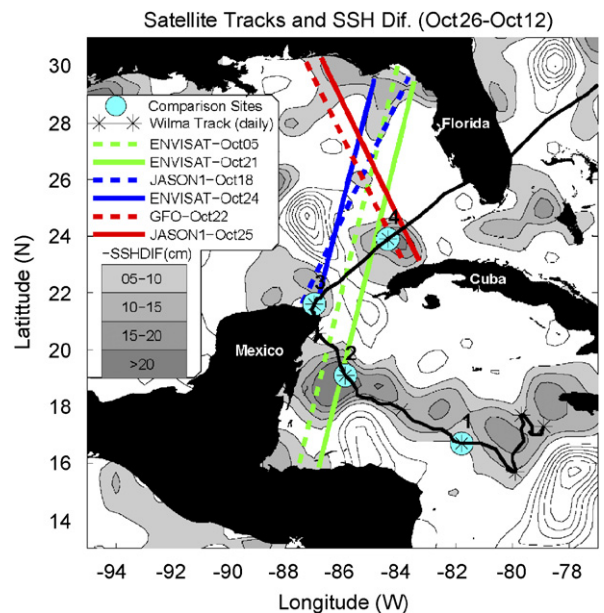 Satellite Tracks and SSH Dif. (Oct26-Oct12)
30
28
26
24
22
20
18
16
14
Latittude (N)
Comparison Sites
Wilma Track (daily)
ENVISAT-Oct05
ENVISAT-Oct21
JASON1-Oct18
ENVISAT-Oct24
GFO-Oct22
JASON1-Oct25
-SSHDIF(cm)
05-10
10-15
15-20
>20
Florida
4
Cuba
3
Mexico
2
1
-94 -92 -90 -88 -86 -84 -82 -80 -78
Longitude (W)